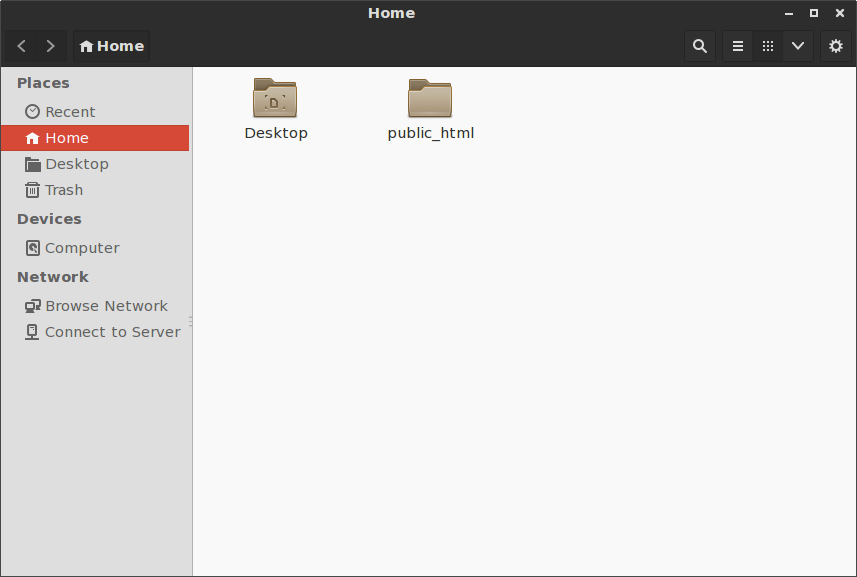 Home
Home
Places
Recent
Home
Desktop
Trash
Devices
Computer
Network
Browse Network
Connect to Server
Desktop
public_html